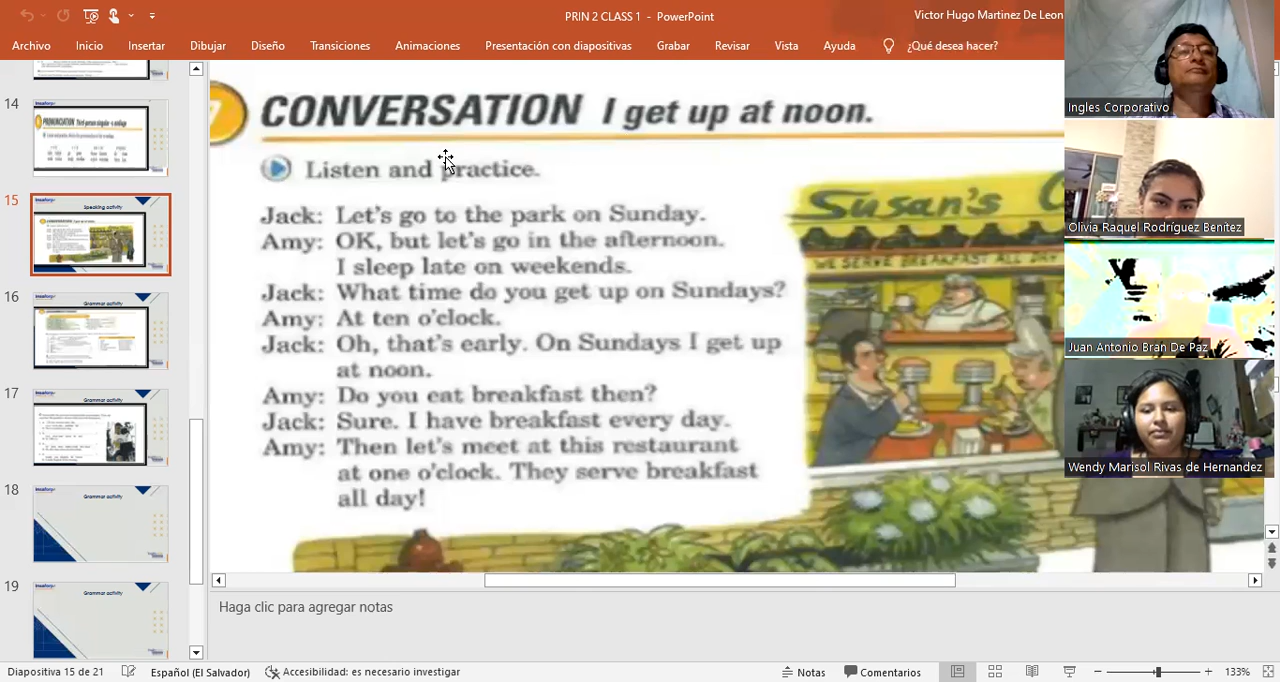 PRIN 2 CLASS 1 - PowerPoint
Victor Hugo Martinez De Leon
Archivo Inicio Insertar Dibujar Diseño Transiciones Animaciones Presentación con diapositivas Grabar Revisar Vista Ayuda ¿Qué desea hacer?
14
15
Speaking activity
16
Grammar activity
17
Grammar activity
18
Grammar activity
19
Grammar activity
CONVERSATION I get up at noon.
Listen and practice.
Jack: Let's go to the park on Sunday.
Amy: OK, but let's go in the afternoon.
I sleep late on weekends.
Jack: What time do you get up on Sundays?
Amy: At ten o'clock.
Jack: Oh, that's early. On Sundays I get up
at noon.
Amy: Do you eat breakfast then?
Jack: Sure. I have breakfast every day.
Amy: Then let's meet at this restaurant
at one o'clock. They serve breakfast
all day!
Susan's C
WE SERVE BREAKFAST ALL DAY
Ingles Corporativo
Olivia Raquel Rodríguez Benítez
Juan Antonio Bran De Paz
Wendy Marisol Rivas de Hernandez
Haga clic para agregar notas
Diapositiva 15 de 21 Español (El Salvador) Accesibilidad: es necesario investigar Notas Comentarios 133%